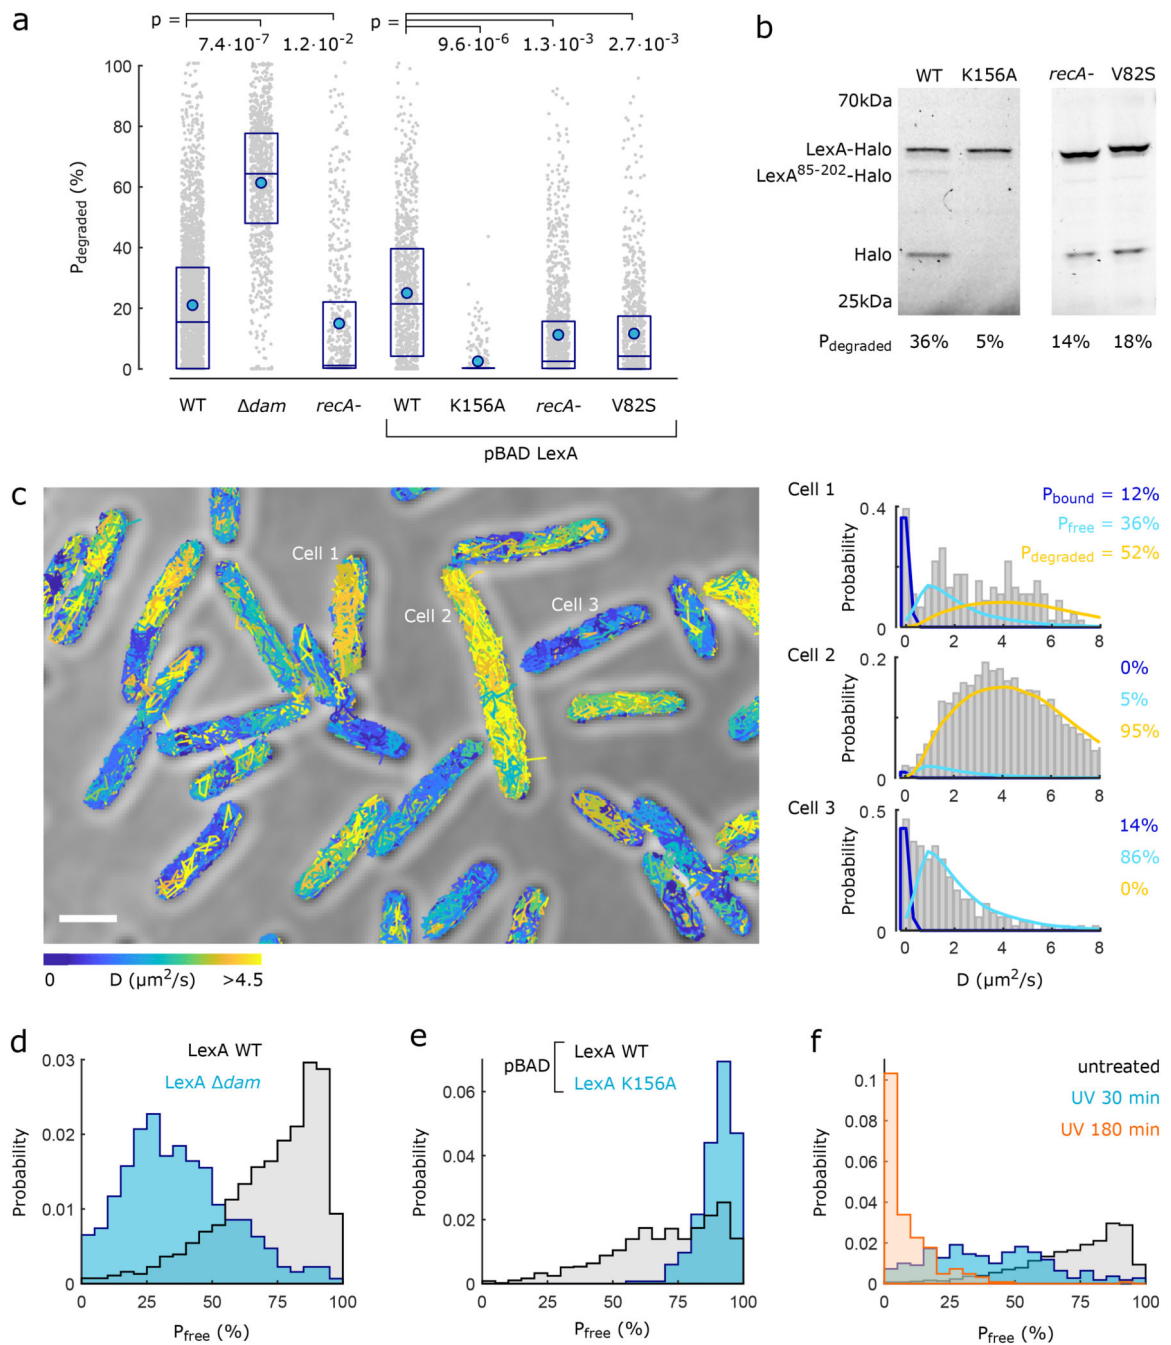 a
p =
p =
7.4·10-7
1.2·10-2
9.6·10-6
1.3·10-3
2.7·10-3
Pdegraded (%)
100
80
60
40
20
0
WT
Δdam
recA-
WT
K156A
recA-
V82S
pBAD LexA
b
WT
K156A
recA-
V82S
70kDa
LexA-Halo
LexA85-202-Halo
Halo
25kDa
Pdegraded
36%
5%
14%
18%
c
Cell 1
Cell 2
Cell 3
0
D (µm2/s)
>4.5
Cell 1
Pbound = 12%
Pfree = 36%
Pdegraded = 52%
Probability
0.4
0
0
2
4
6
8
Cell 2
0%
5%
95%
Probability
0.2
0
0
2
4
6
8
Cell 3
14%
86%
0%
Probability
0.5
0
0
2
4
6
8
D (µm2/s)
d
LexA WT
LexA Δdam
Probability
0.03
0.02
0.01
0
0
25
50
75
100
Pfree (%)
e
pBAD
LexA WT
LexA K156A
Probability
0.06
0.04
0.02
0
0
25
50
75
100
Pfree (%)
f
untreated
UV 30 min
UV 180 min
Probability
0.1
0.08
0.06
0.04
0.02
0
0
25
50
75
100
Pfree (%)